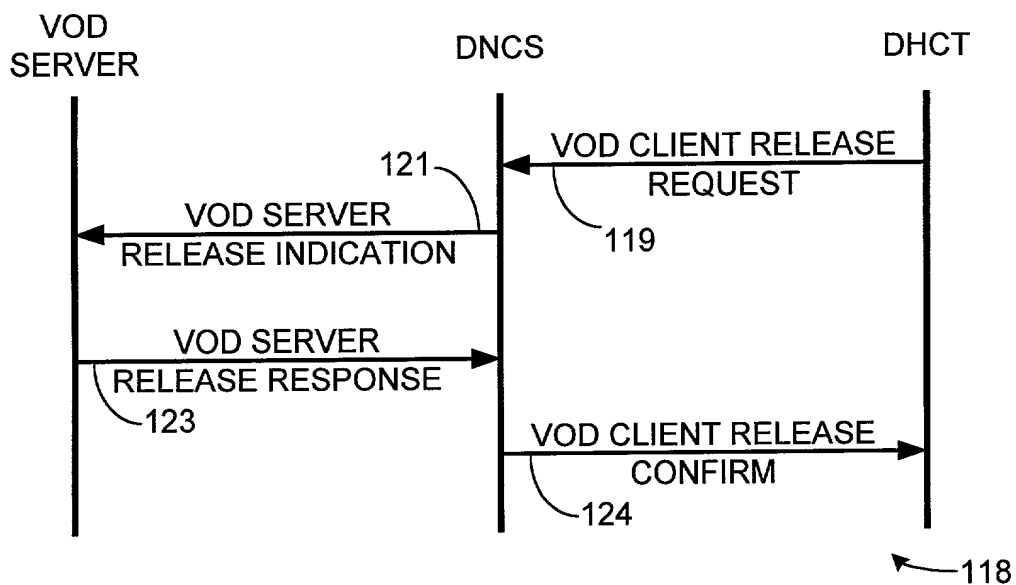 VOD
SERVER
DNCS
DHCT
VOD CLIENT RELEASE
REQUEST
119
121
VOD SERVER
RELEASE INDICATION
VOD SERVER
RELEASE RESPONSE
123
VOD CLIENT RELEASE
CONFIRM
124
118